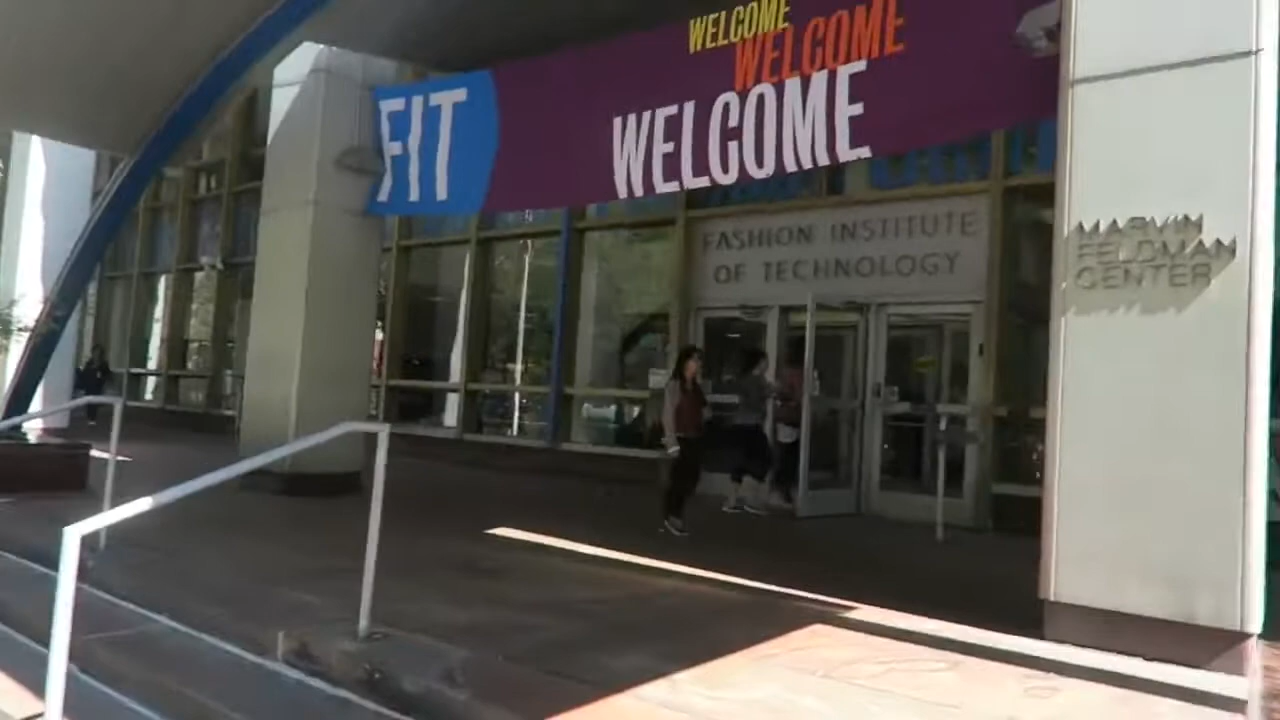 WELCOME
WELCOME
FIT
WELCOME
FASHION INSTITUTE
OF TECHNOLOGY
MARVIN
FELDMAN
CENTER